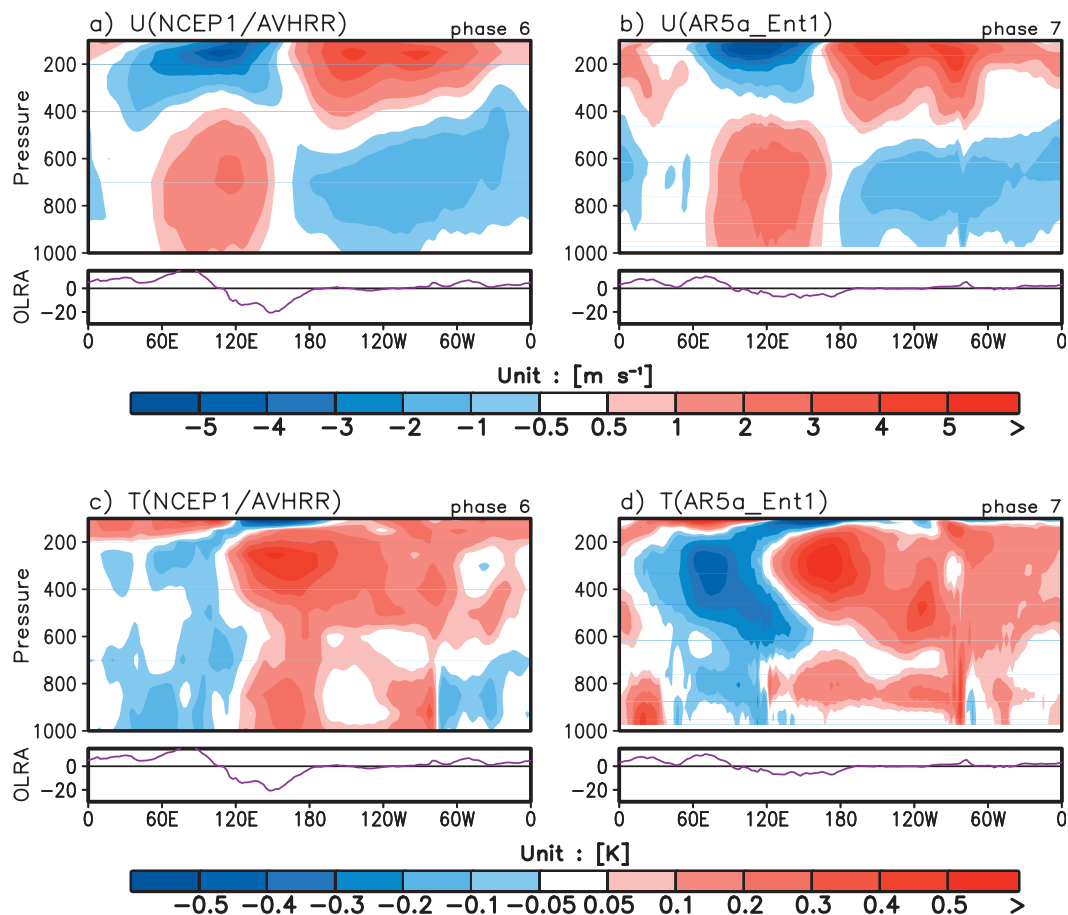 a) U(NCEP1/AVHRR) phase 6
b) U(AR5a_Ent1) phase 7
Pressure
200
400
600
800
1000
200
400
600
800
1000
OLRA
0
−20
0
−20
0 60E 120E 180 120W 60W 0
0 60E 120E 180 120W 60W 0
Unit : [m s⁻¹]
−5 −4 −3 −2 −1 −0.5 0.5 1 2 3 4 5 >
c) T(NCEP1/AVHRR) phase 6
d) T(AR5a_Ent1) phase 7
Pressure
200
400
600
800
1000
200
400
600
800
1000
OLRA
0
−20
0
−20
0 60E 120E 180 120W 60W 0
0 60E 120E 180 120W 60W 0
Unit : [K]
−0.5 −0.4 −0.3 −0.2 −0.1 −0.05 0.05 0.1 0.2 0.3 0.4 0.5 >